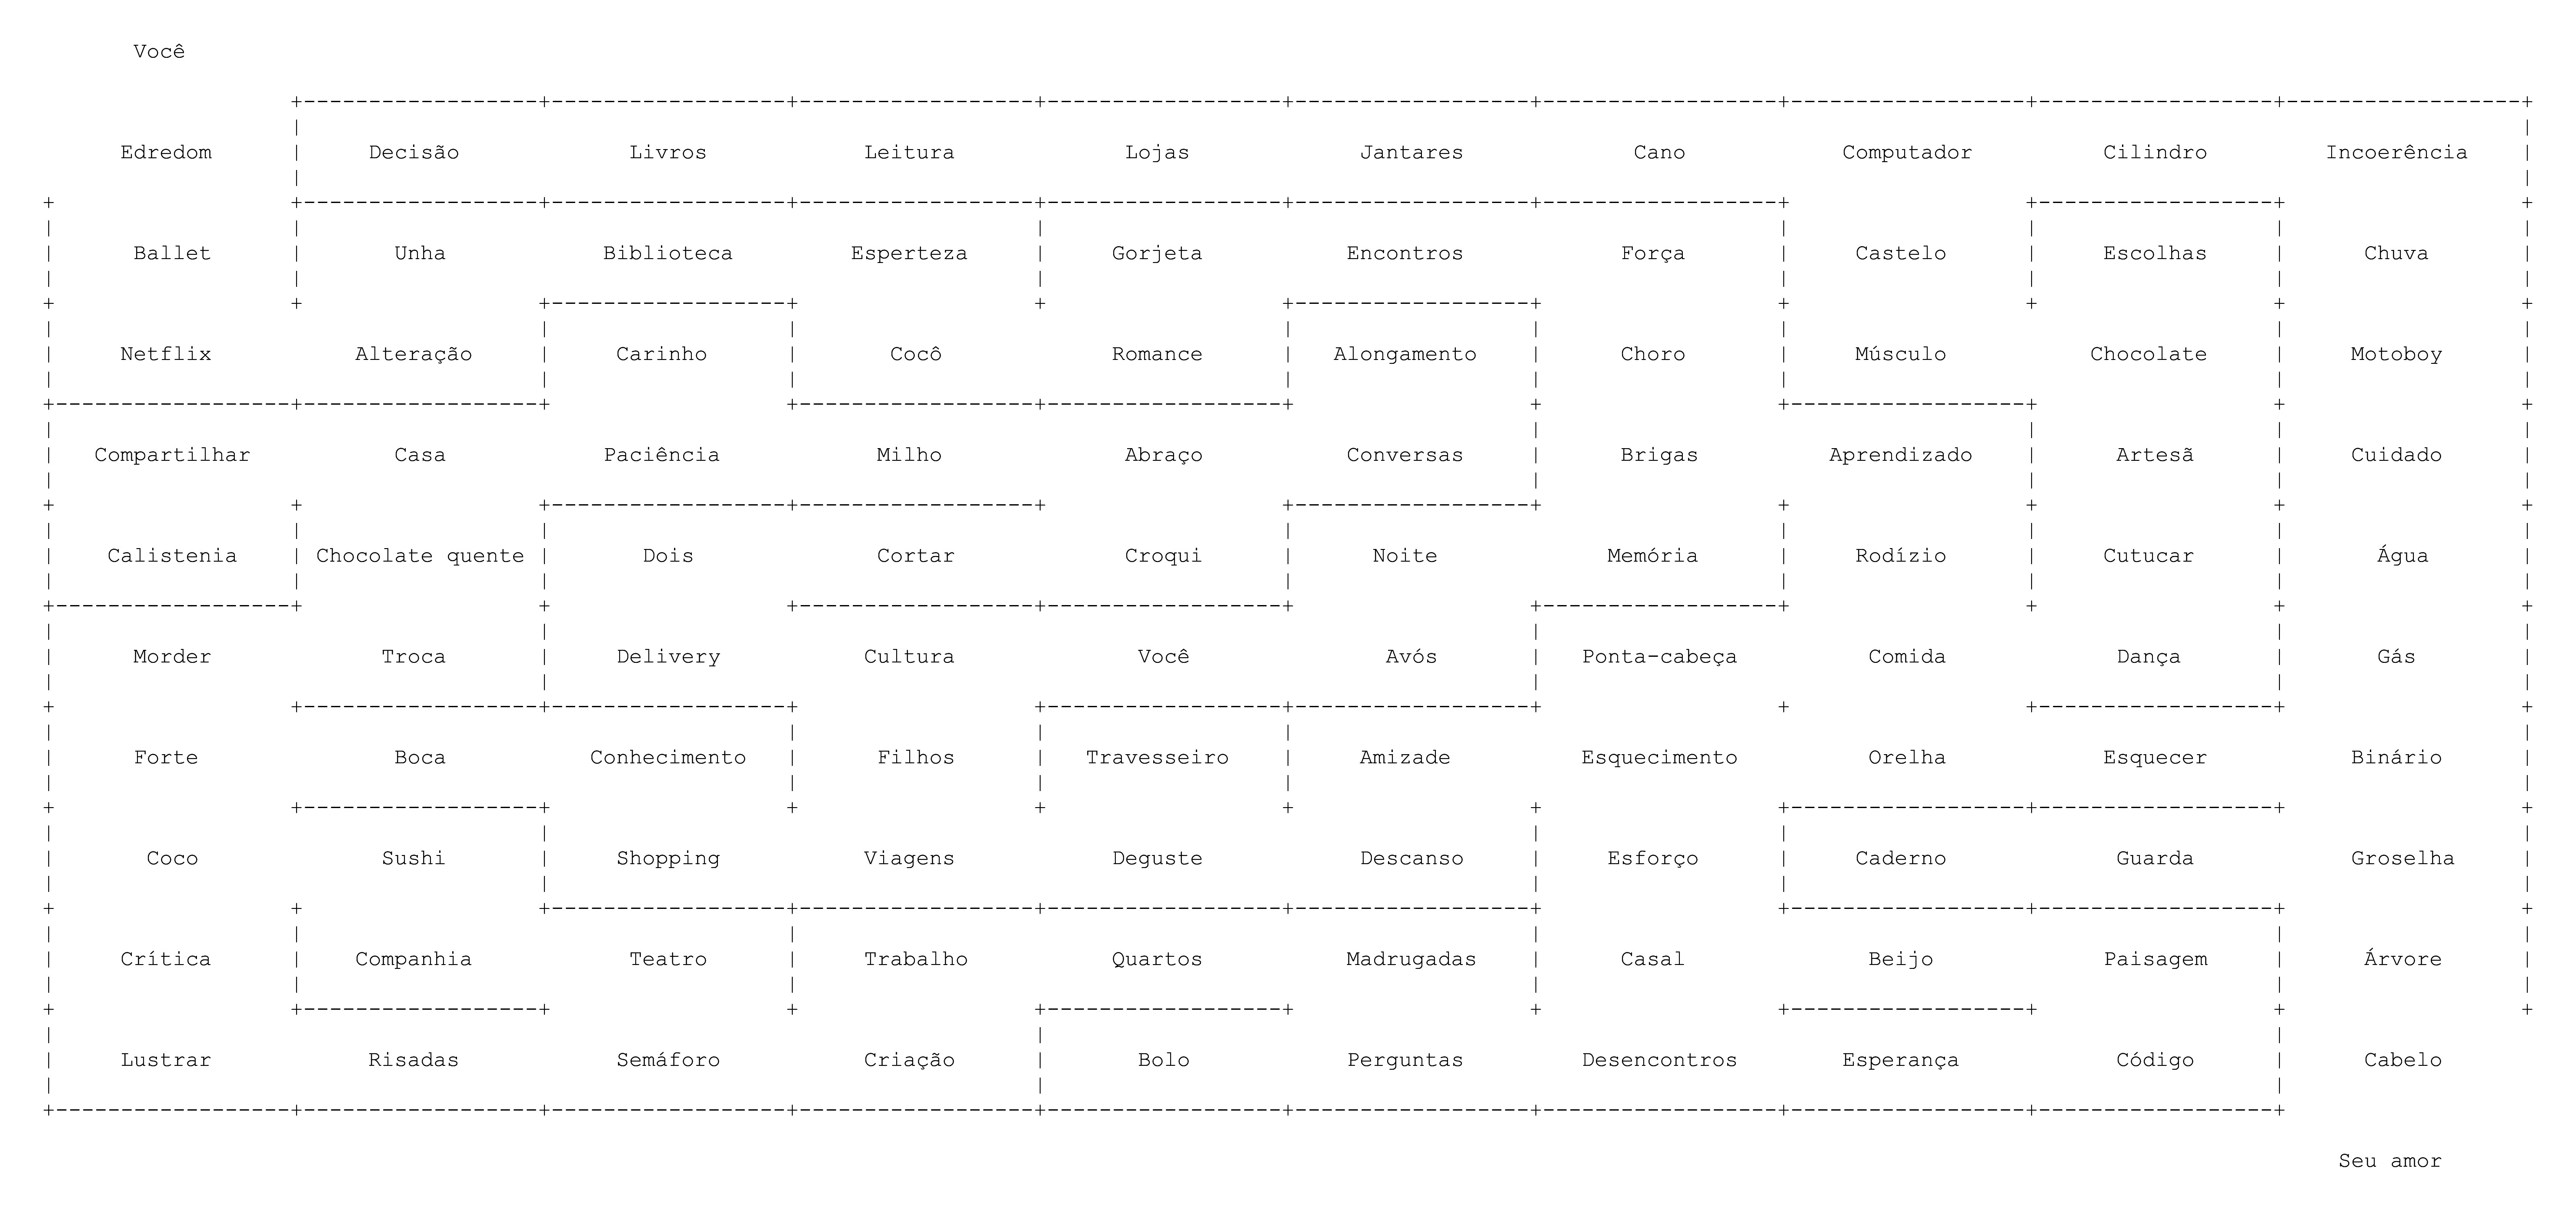 Você
Edredom Decisão Livros Leitura Lojas Jantares Cano Computador Cilindro Incoerência
Ballet Unha Biblioteca Esperteza Gorjeta Encontros Força Castelo Escolhas Chuva
Netflix Alteração Carinho Cocô Romance Alongamento Choro Músculo Chocolate Motoboy
Compartilhar Casa Paciência Milho Abraço Conversas Brigas Aprendizado Artesã Cuidado
Calistenia Chocolate quente Dois Cortar Croqui Noite Memória Rodízio Cutucar Água
Morder Troca Delivery Cultura Você Avós Ponta-cabeça Comida Dança Gás
Forte Boca Conhecimento Filhos Travesseiro Amizade Esquecimento Orelha Esquecer Binário
Coco Sushi Shopping Viagens Deguste Descanso Esforço Caderno Guarda Groselha
Crítica Companhia Teatro Trabalho Quartos Madrugadas Casal Beijo Paisagem Árvore
Lustrar Risadas Semáforo Criação Bolo Perguntas Desencontros Esperança Código Cabelo
Seu amor